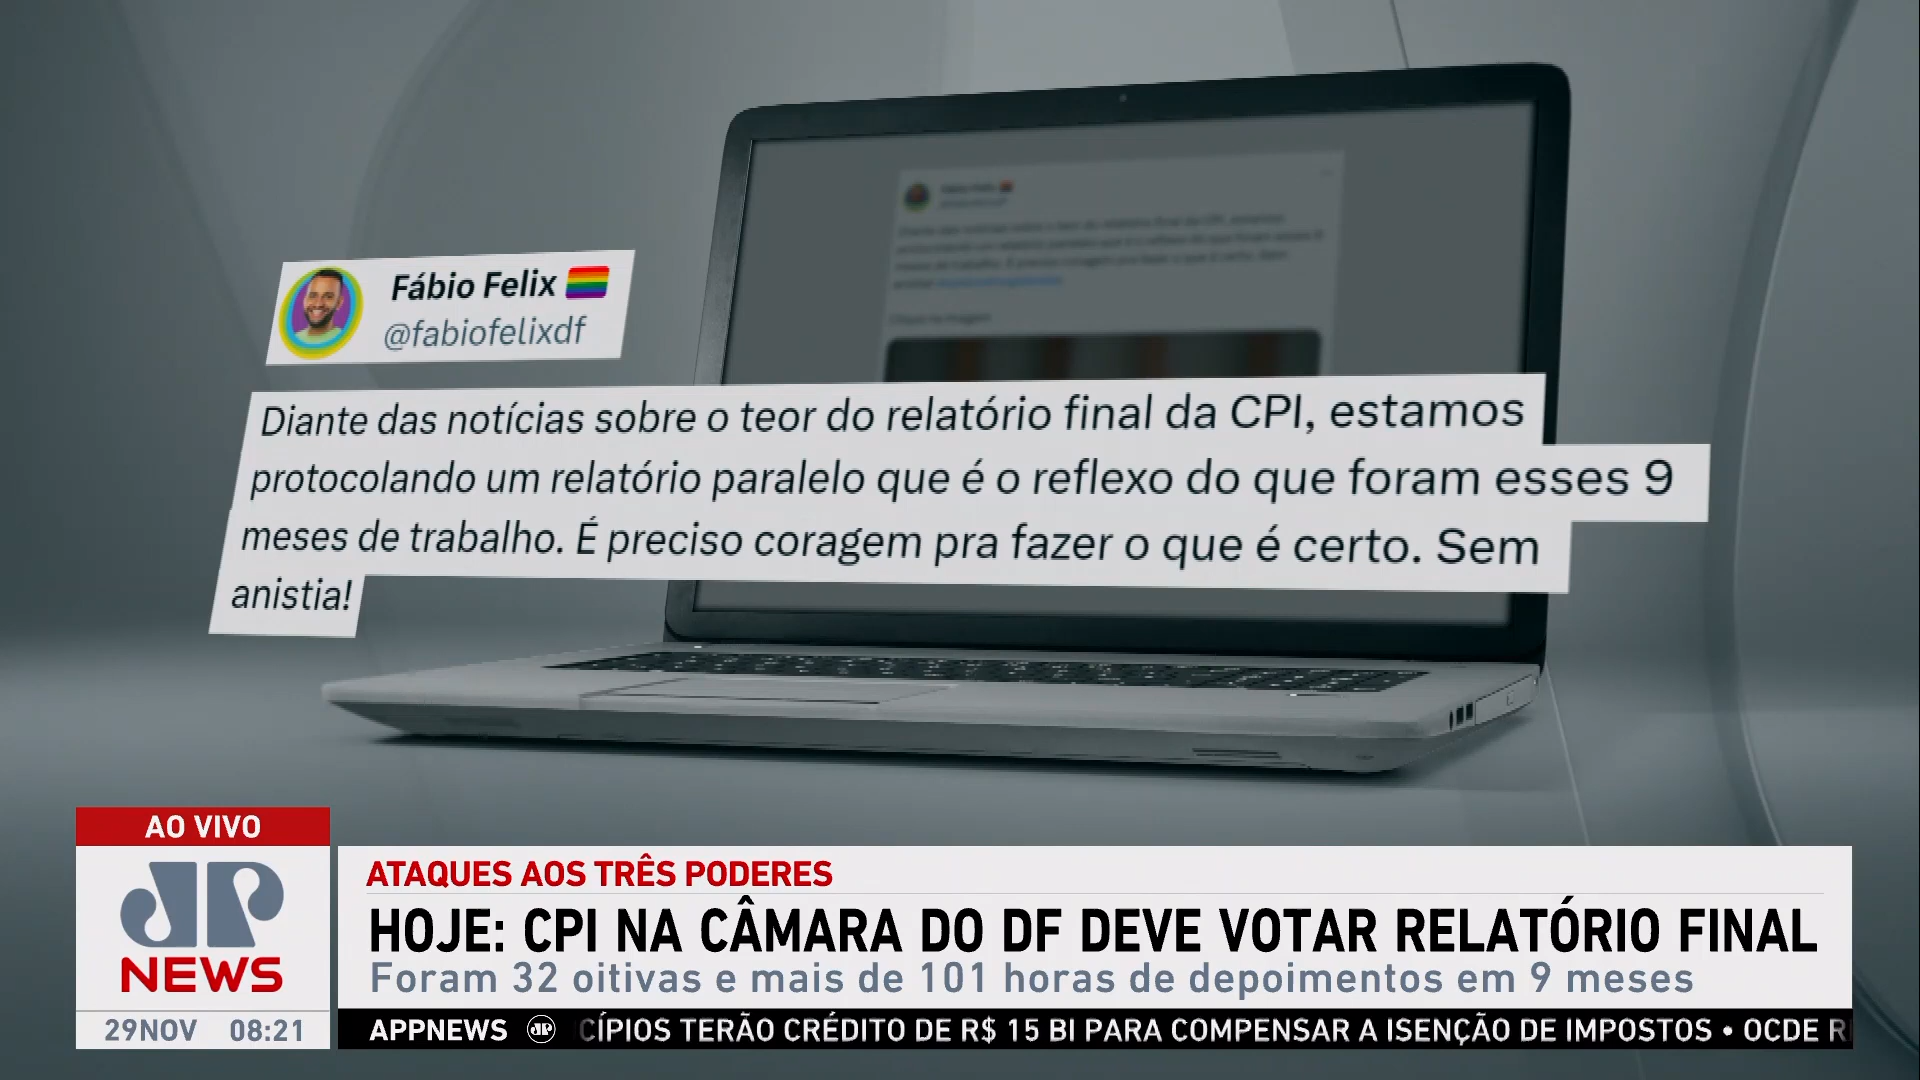 Fábio Felix
@fabiofelixdf
Diante das notícias sobre o teor do relatório final da CPI, estamos
protocolando um relatório paralelo que é o reflexo do que foram esses 9
meses de trabalho. É preciso coragem pra fazer o que é certo. Sem
anistia!
AO VIVO
JP
NEWS
29NOV 08:21
ATAQUES AOS TRÊS PODERES
HOJE: CPI NA CÂMARA DO DF DEVE VOTAR RELATÓRIO FINAL
Foram 32 oitivas e mais de 101 horas de depoimentos em 9 meses
APPNEWS JP CÍPIOS TERÃO CRÉDITO DE R$ 15 BI PARA COMPENSAR A ISENÇÃO DE IMPOSTOS • OCDE R